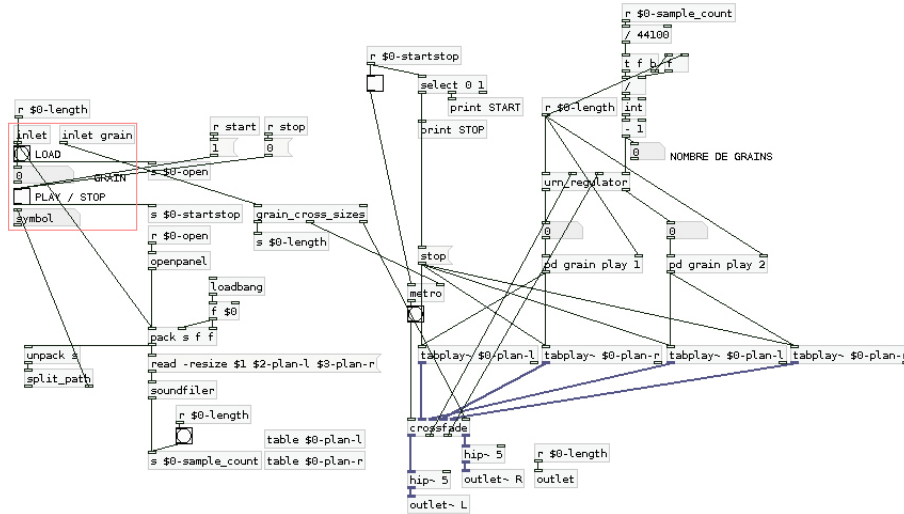 r $0-sample_count
/ 44100
t f b f
/
int
- 1
0
NOMBRE DE GRAINS
r $0-startstop
select 0 1
print START
print STOP
r $0-length
urn_regulator
0
0
pd grain play 1
pd grain play 2
r $0-length
inlet
inlet grain
LOAD
0
GRAIN
PLAY / STOP
symbol
r start
r stop
1
0
s $0-open
s $0-startstop
grain_cross_sizes
s $0-length
r $0-open
openpanel
loadbang
f $0
pack s f f
unpack s
split_path
read -resize $1 $2-plan-l $3-plan-r
soundfiler
r $0-length
s $0-sample_count
table $0-plan-l
table $0-plan-r
stop
metro
tabplay~ $0-plan-l
tabplay~ $0-plan-r
tabplay~ $0-plan-l
tabplay~ $0-plan-r
crossfade
hip~ 5
hip~ 5
outlet~ L
outlet~ R
r $0-length
outlet